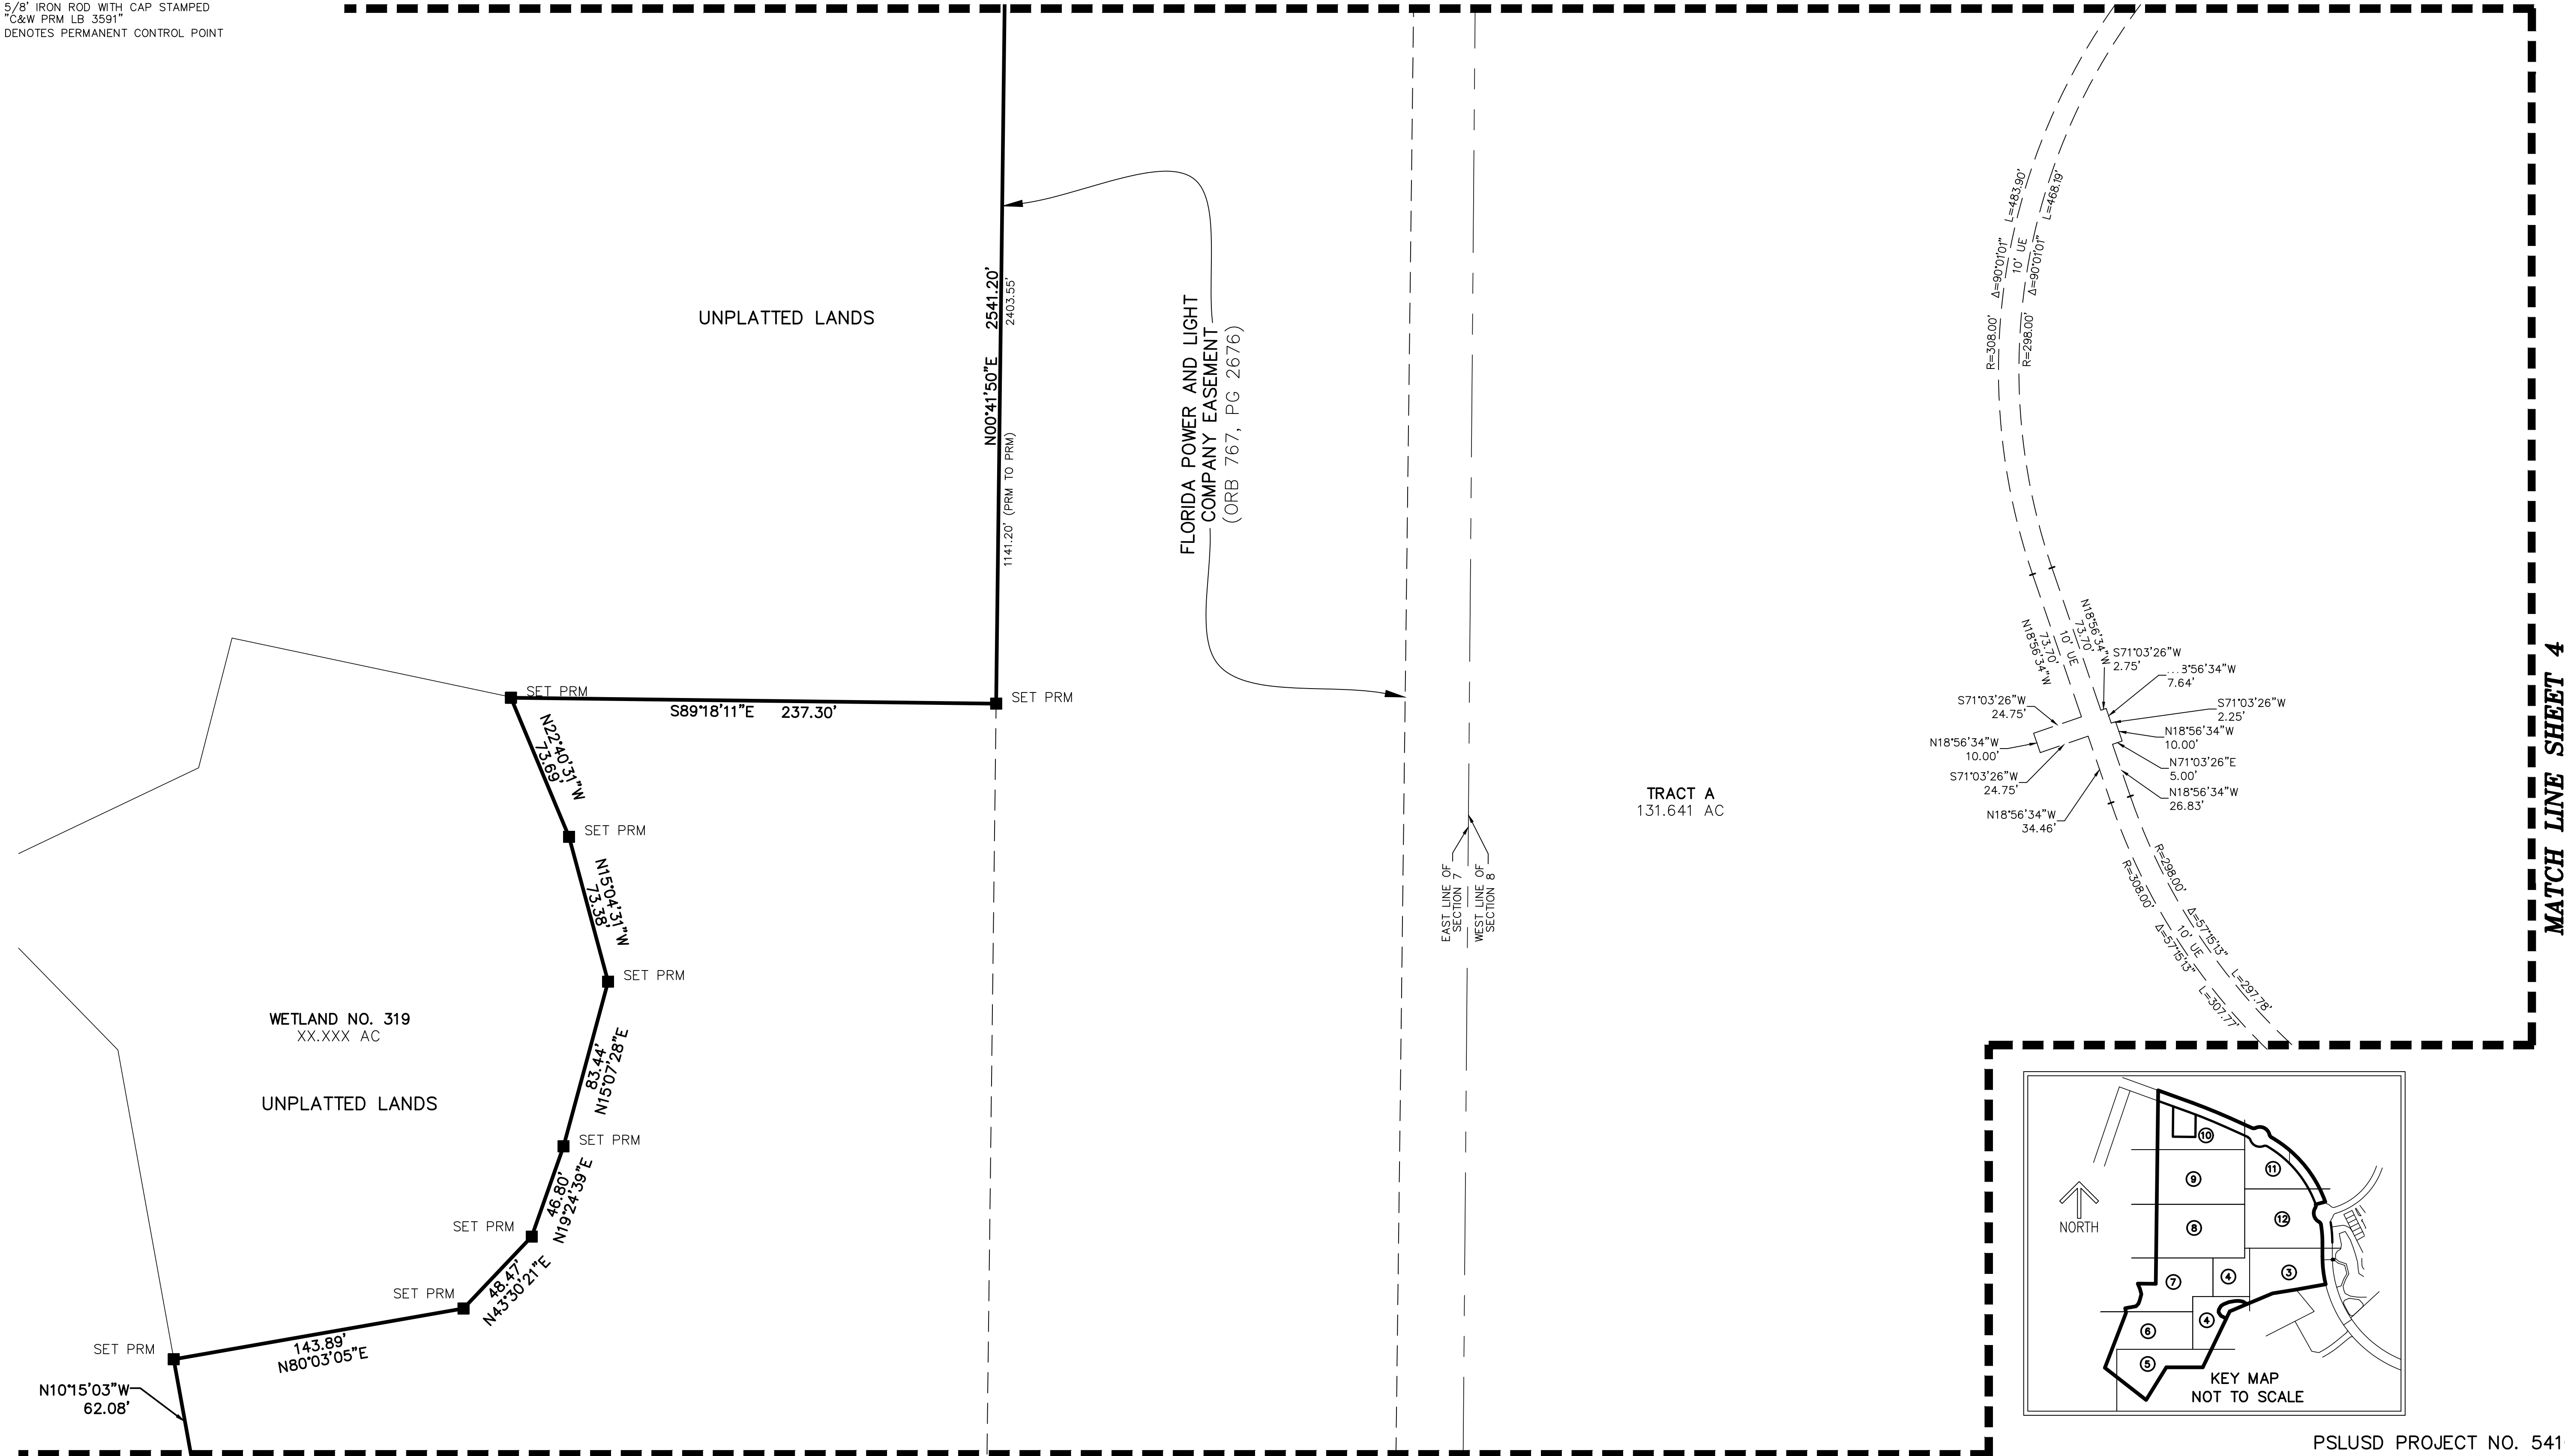 5/8' IRON ROD WITH CAP STAMPED
"C&W PRM LB 3591"
DENOTES PERMANENT CONTROL POINT
UNPLATTED LANDS
N00°41'50"E 2541.20'
2403.55'
1141.20' (PRM TO PRM)
FLORIDA POWER AND LIGHT
COMPANY EASEMENT
(ORB 767, PG 2676)
R=308.00' Δ=90°01'01" L=483.90'
10' UE
R=298.00' Δ=90°01'01" L=468.19'
N18°56'34"W
73.70'
10' UE
73.70'
N18°56'34"W
S71°03'26"W
2.75'
...8°56'34"W
7.64'
S71°03'26"W
2.25'
N18°56'34"W
10.00'
N71°03'26"E
5.00'
N18°56'34"W
26.83'
S71°03'26"W
24.75'
N18°56'34"W
10.00'
S71°03'26"W
24.75'
N18°56'34"W
34.46'
R=298.00' Δ=57°15'13" L=297.78'
10' UE
R=308.00' Δ=57°15'13" L=307.77'
MATCH LINE SHEET 4
SET PRM
S89°18'11"E 237.30'
SET PRM
N22°40'31"W
73.69'
SET PRM
N15°04'31"W
73.38'
SET PRM
TRACT A
131.641 AC
EAST LINE OF
SECTION 7
WEST LINE OF
SECTION 8
WETLAND NO. 319
XX.XXX AC
UNPLATTED LANDS
83.44'
N15°07'28"E
SET PRM
46.80'
N19°24'39"E
SET PRM
48.47'
N43°30'21"E
SET PRM
143.89'
N80°03'05"E
SET PRM
N10°15'03"W
62.08'
10
11
9
12
8
NORTH
7
4
3
4
6
5
KEY MAP
NOT TO SCALE
PSLUSD PROJECT NO. 541